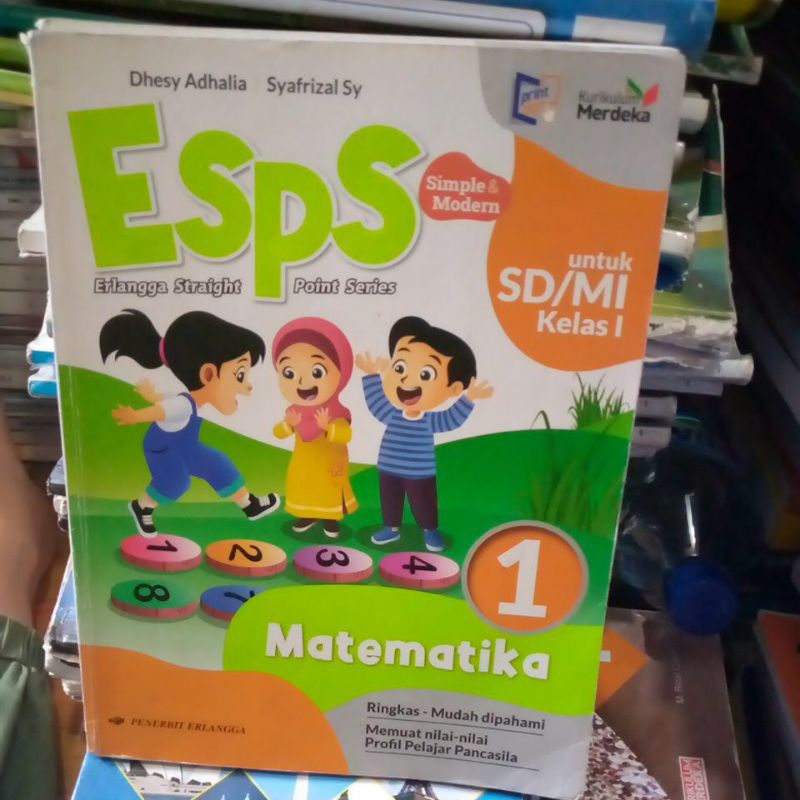 Dhesy Adhalia Syafrizal Sy
print
Kurikulum
Merdeka
ESPS
Simple &
Modern
Erlangga Straight Point Series
untuk
SD/MI
Kelas I
1
2
3
4
8
7
1
Matematika
PENERBIT ERLANGGA
Ringkas - Mudah dipahami
Memuat nilai-nilai
Profil Pelajar Pancasila